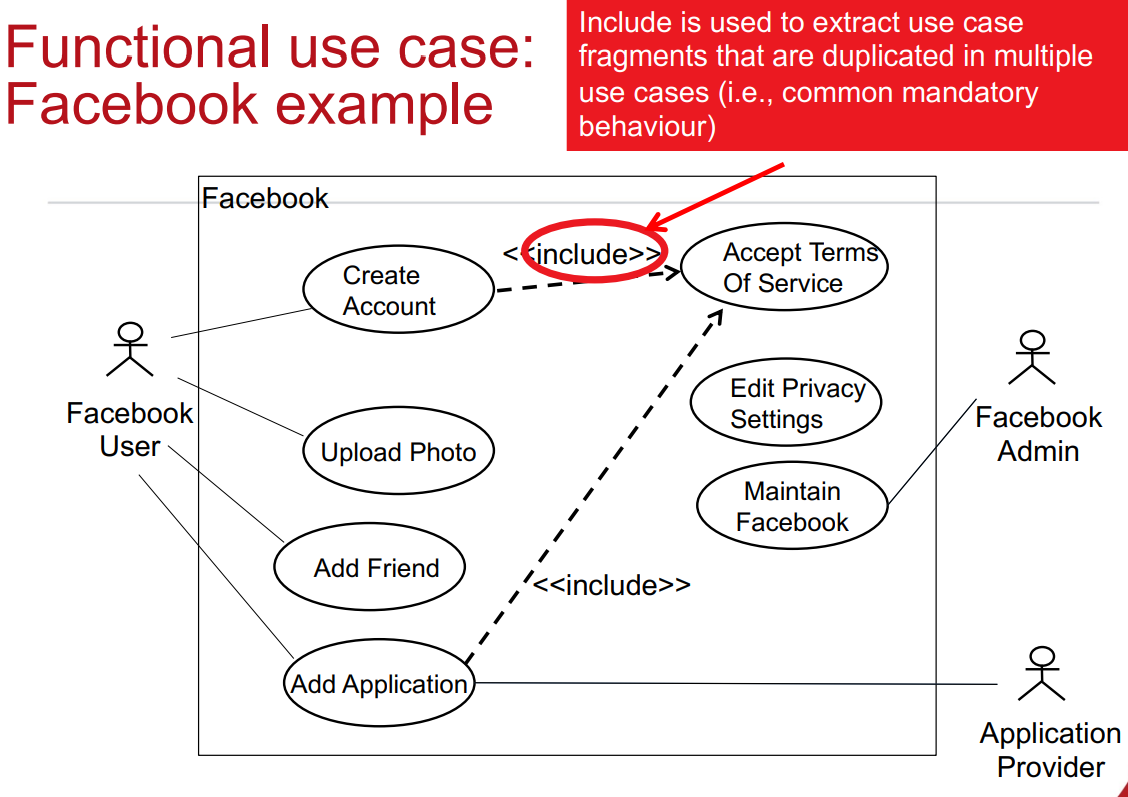 Functional use case:
Facebook example
Include is used to extract use case
fragments that are duplicated in multiple
use cases (i.e., common mandatory
behaviour)
Facebook
<<include>>
Accept Terms
Of Service
Create
Account
Facebook
User
Edit Privacy
Settings
Facebook
Admin
Upload Photo
Maintain
Facebook
Add Friend
<<include>>
Add Application
Application
Provider